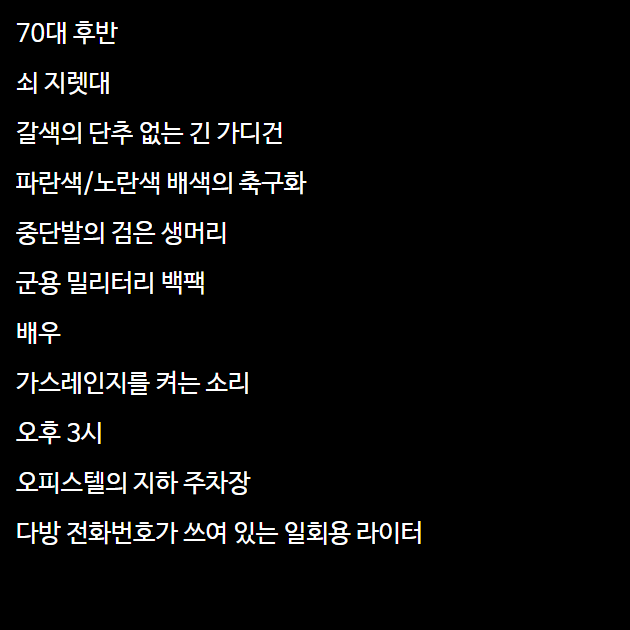 70대 후반
쇠 지렛대
갈색의 단추 없는 긴 가디건
파란색/노란색 배색의 축구화
중단발의 검은 생머리
군용 밀리터리 백팩
배우
가스레인지를 켜는 소리
오후 3시
오피스텔의 지하 주차장
다방 전화번호가 쓰여 있는 일회용 라이터